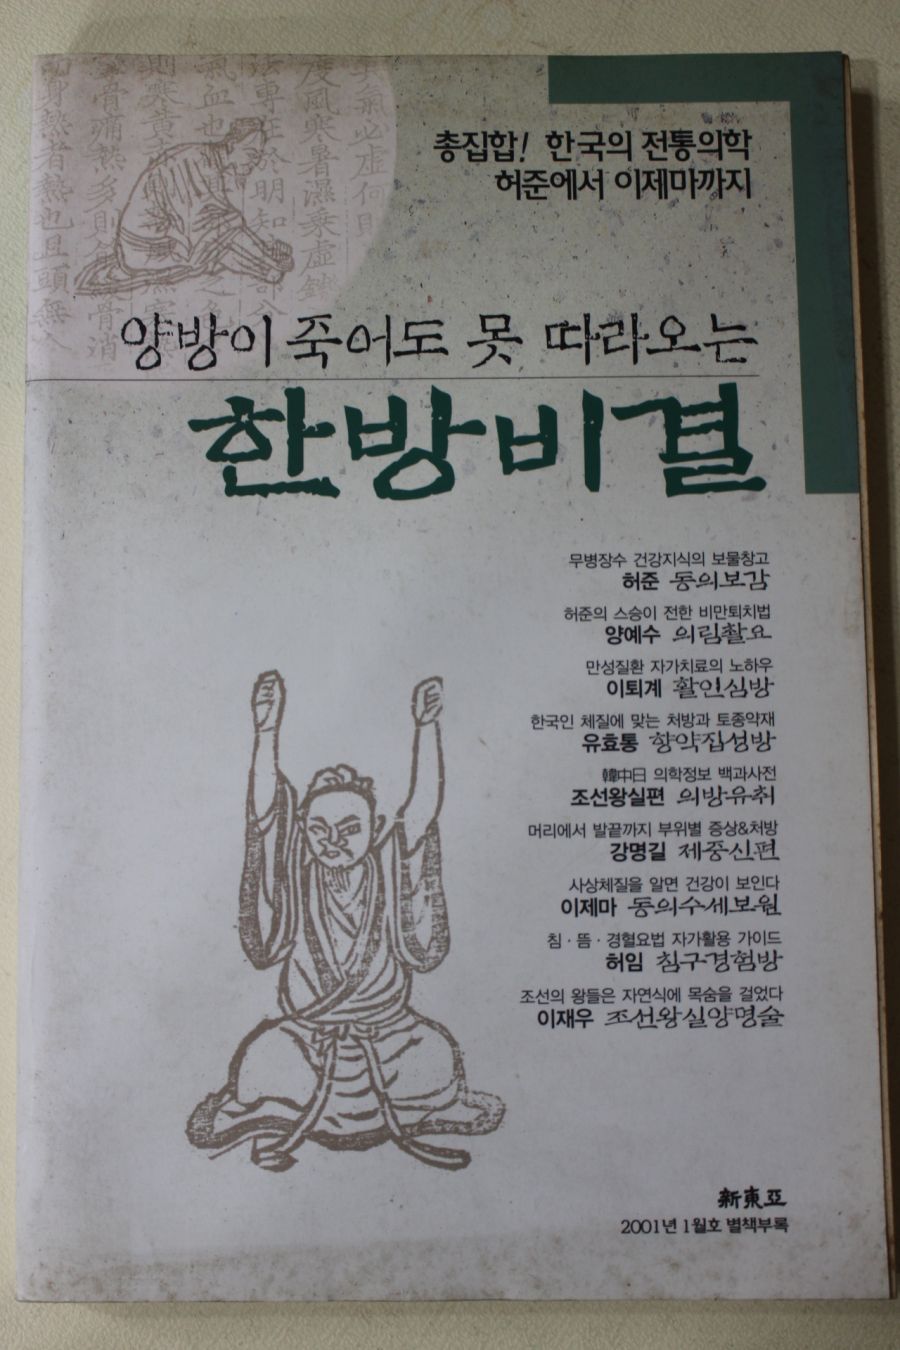 총집합! 한국의 전통의학
허준에서 이제마까지
양방이 죽어도 못 따라오는
한방비결
무병장수 건강지식의 보물창고
허준 동의보감
허준의 스승이 전한 비만퇴치법
양예수 의림촬요
만성질환 자가치료의 노하우
이퇴계 활인심방
한국인 체질에 맞는 처방과 토종약재
유효통 향약집성방
韓中日 의학정보 백과사전
조선왕실편 의방유취
머리에서 발끝까지 부위별 증상&처방
강명길 제중신편
사상체질을 알면 건강이 보인다
이제마 동의수세보원
침·뜸·경혈요법 자가활용 가이드
허임 침구경험방
조선의 왕들은 자연식에 목숨을 걸었다
이재우 조선왕실양명술
新東亞
2001년 1월호 별책부록